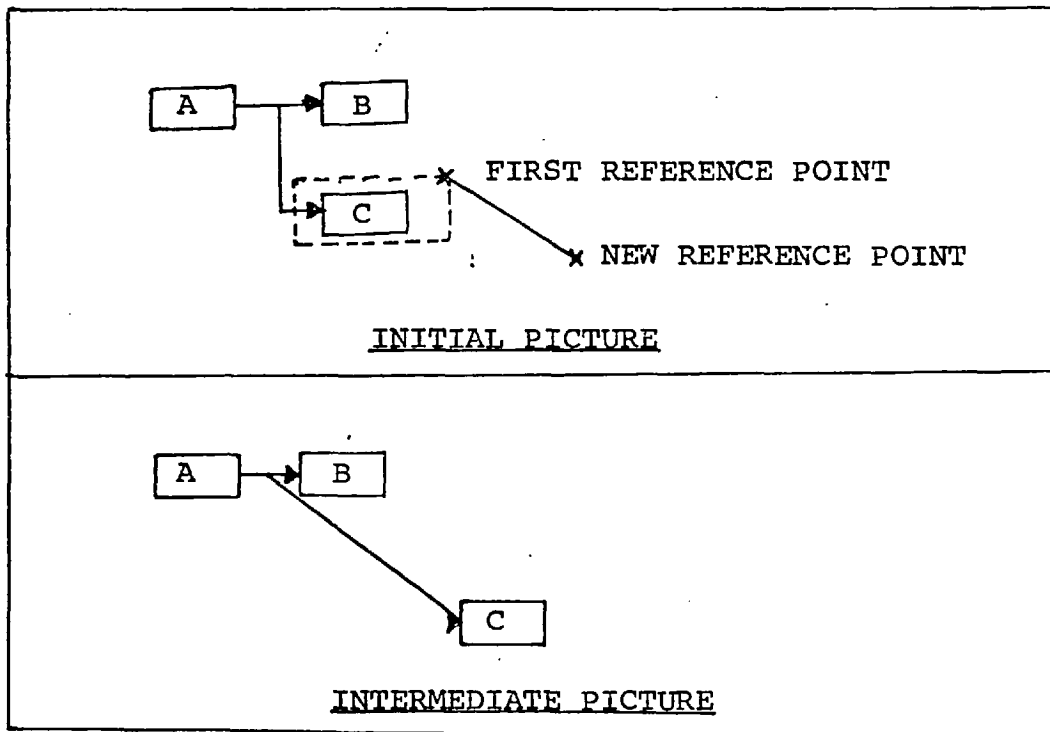 A
B
FIRST REFERENCE POINT
C
NEW REFERENCE POINT
INITIAL PICTURE
A
B
C
INTERMEDIATE PICTURE